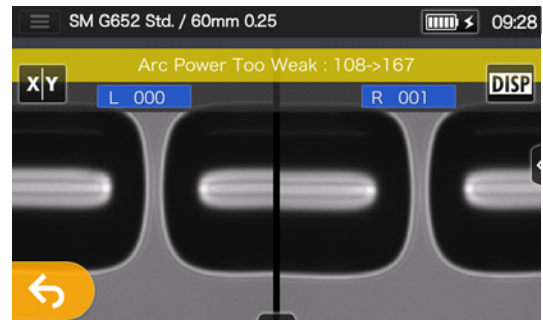 SM G652 Std. / 60mm 0.25
09:28
Arc Power Too Weak : 108->167
X|Y
DISP
L 000
R 001